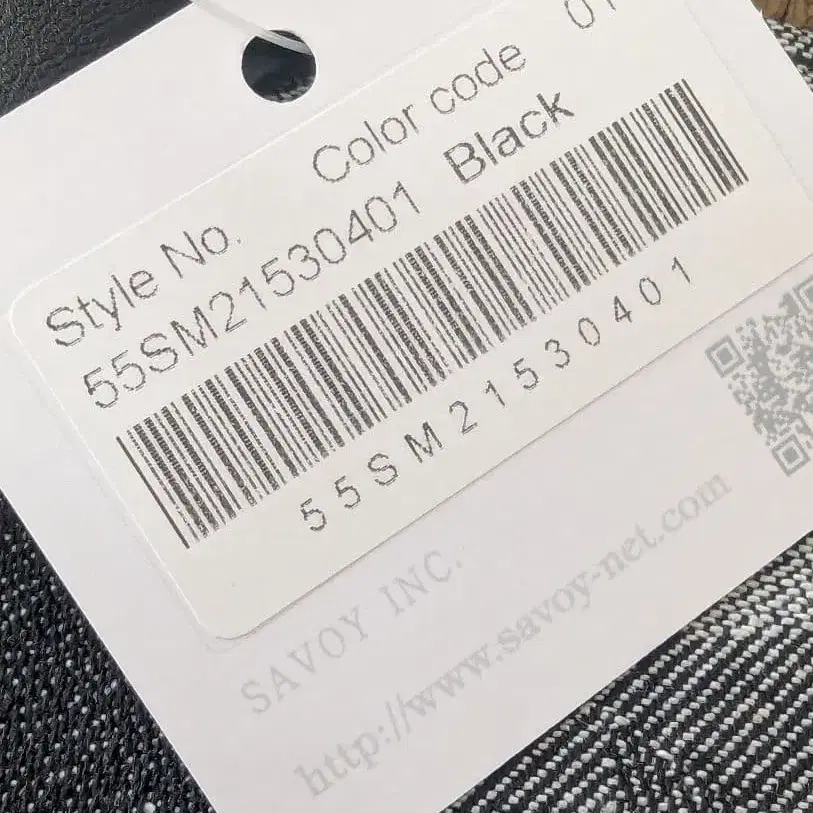 Color code 01
Style No.
55SM21530401 Black
55SM21530401
SAVOY INC.
http://www.savoy-net.com